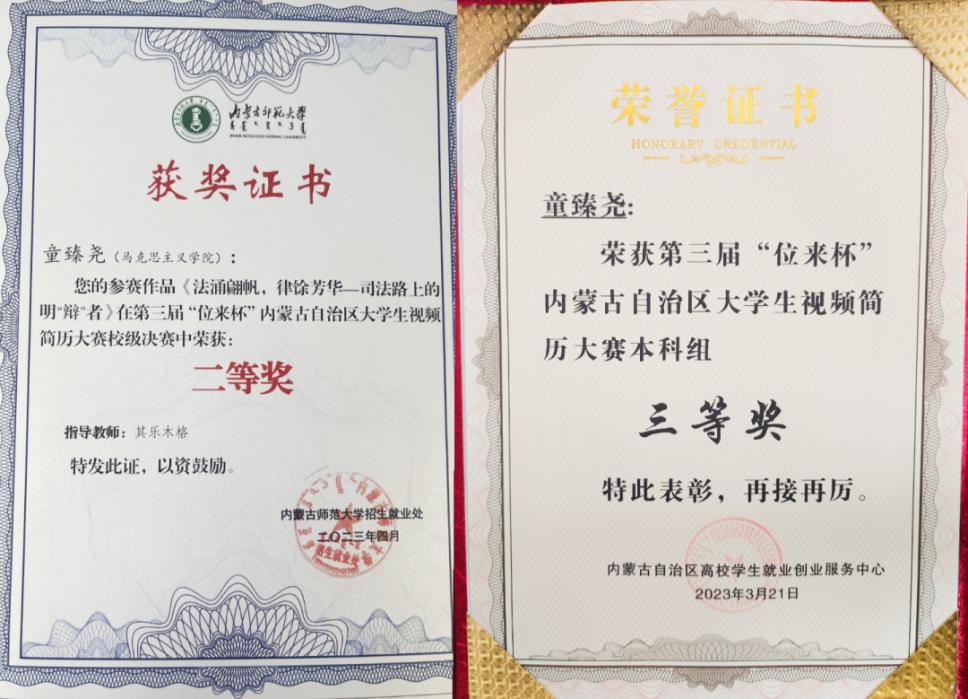 内蒙古师范大学
INNER MONGOLIA NORMAL UNIVERSITY
获奖证书
童臻尧（马克思主义学院）：
您的参赛作品《法涌翩帆，律馀芳华—司法路上的
明“辩”者》在第三届“位来杯”内蒙古自治区大学生视频
简历大赛校级决赛中荣获：
二等奖
指导教师：其乐木格
特发此证，以资鼓励。
内蒙古师范大学招生就业处
二〇二三年四月
荣誉证书
HONORARY CREDENTIAL
童臻尧:
荣获第三届“位来杯”
内蒙古自治区大学生视频简
历大赛本科组
三等奖
特此表彰，再接再厉。
内蒙古自治区高校学生就业创业服务中心
2023年3月21日